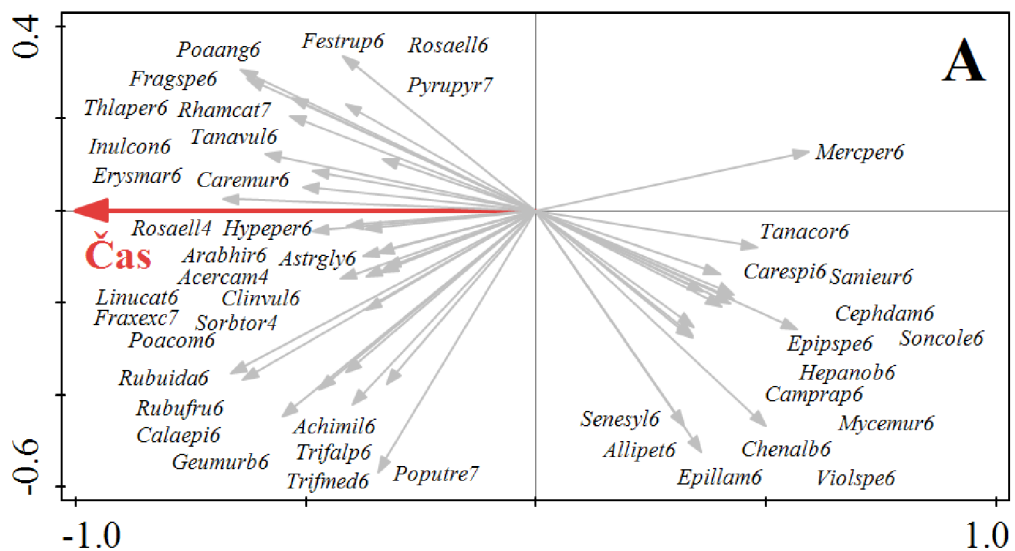 0.4
A
Festrup6
Rosaell6
Poaang6
Fragspe6
Pyrupyr7
Thlaper6
Rhamcat7
Tanavul6
Inulcon6
Mercper6
Erysmar6
Caremur6
Rosaell4
Hypeper6
Tanacor6
Čas
Arabhir6
Astrgly6
Acercam4
Carespi6
Sanieur6
Linucat6
Clinvul6
Fraxexc7
Sorbtor4
Cephdam6
Poacom6
Epipspe6
Soncole6
Rubuida6
Hepanob6
Camprap6
Rubufru6
Achimil6
Senesyl6
Mycemur6
Calaepi6
Trifalp6
Allipet6
Chenalb6
Geumurb6
Trifmed6
Poputre7
Epillam6
Violspe6
-0.6
-1.0
1.0